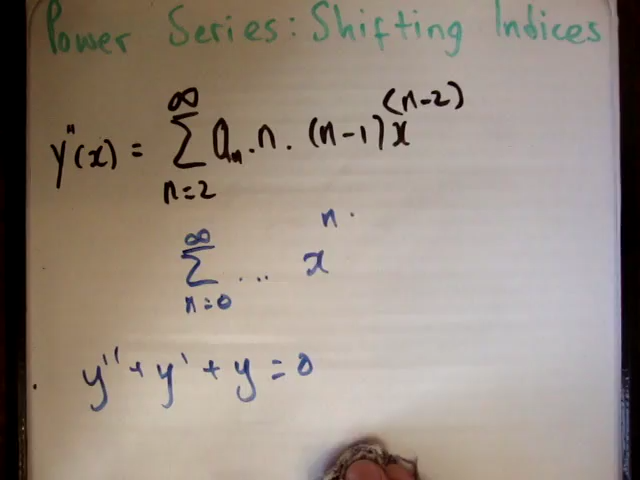 Power Series: Shifting Indices
y''(x) = ∞∑n=2 an.n.(n-1)x^(n-2)
∞∑n=0 ... x^n.
y'' + y' + y = 0